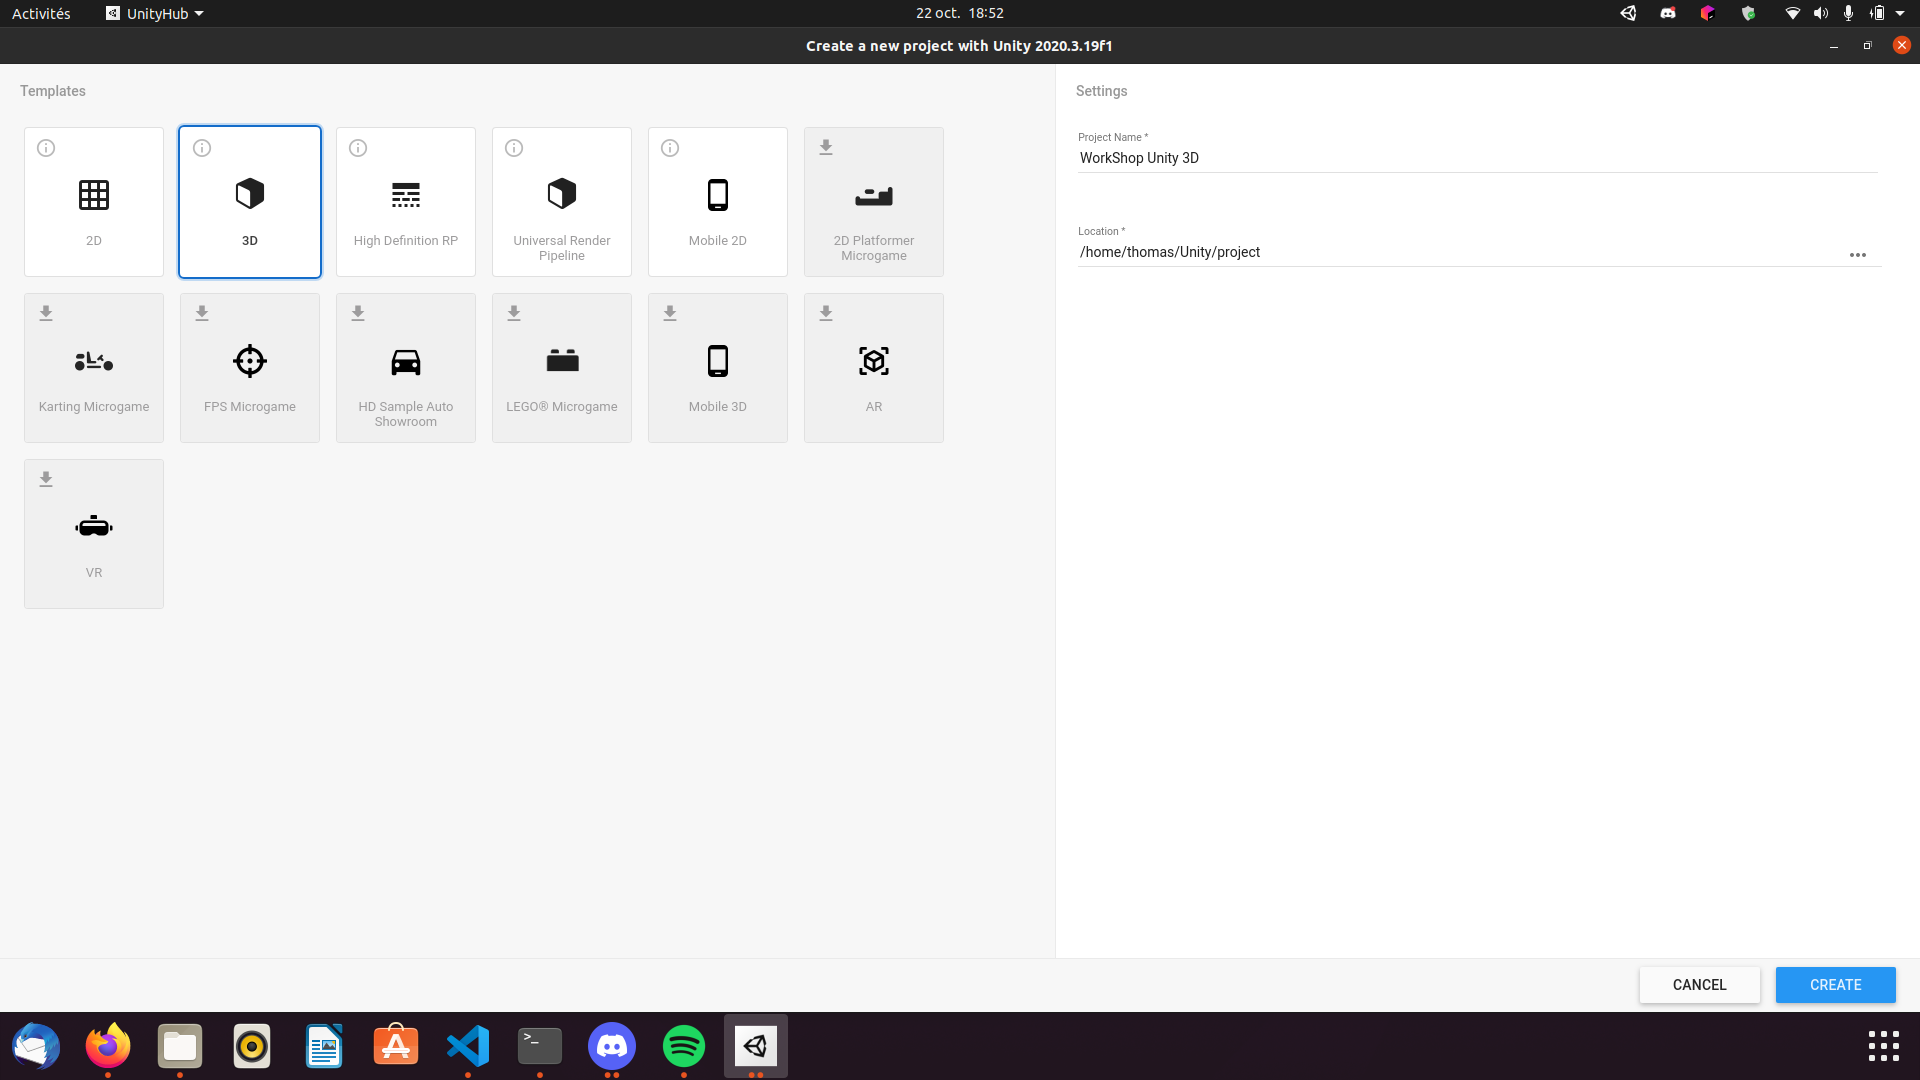 Activités
UnityHub
22 oct. 18:52
Create a new project with Unity 2020.3.19f1
Templates
2D
3D
High Definition RP
Universal Render
Pipeline
Mobile 2D
2D Platformer
Microgame
Karting Microgame
FPS Microgame
HD Sample Auto
Showroom
LEGO® Microgame
Mobile 3D
AR
VR
Settings
Project Name *
WorkShop Unity 3D
Location *
/home/thomas/Unity/project
CANCEL
CREATE
>_